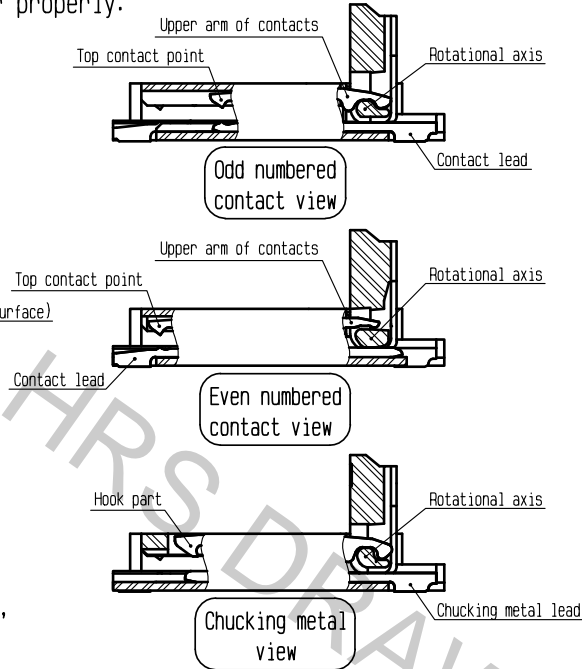 properly.
Upper arm of contacts
Top contact point
Rotational axis
Contact lead
Odd numbered
contact view
Upper arm of contacts
Top contact point
Rotational axis
Contact lead
Even numbered
contact view
Hook part
Rotational axis
Chucking metal lead
Chucking metal
view
HRS DRAW